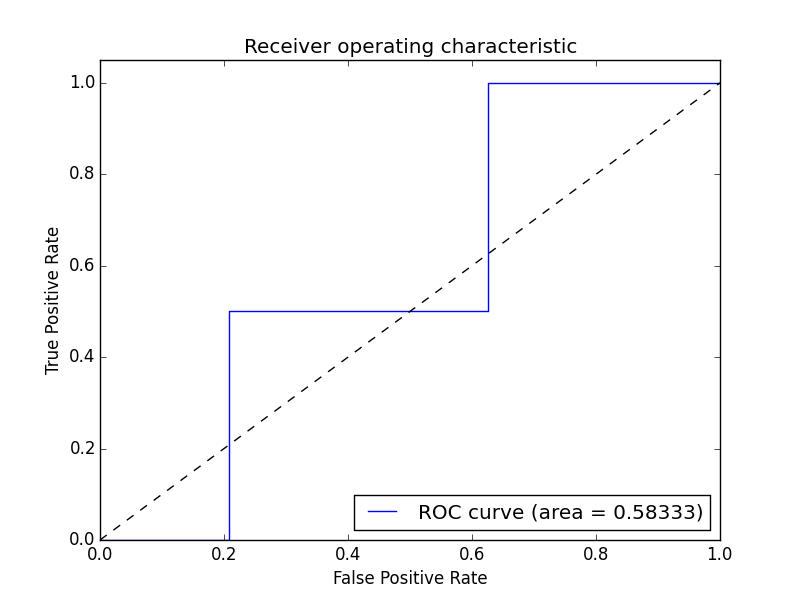 Receiver operating characteristic
1.0
0.8
0.6
0.4
0.2
0.0
True Positive Rate
ROC curve (area = 0.58333)
0.0 0.2 0.4 0.6 0.8 1.0
False Positive Rate